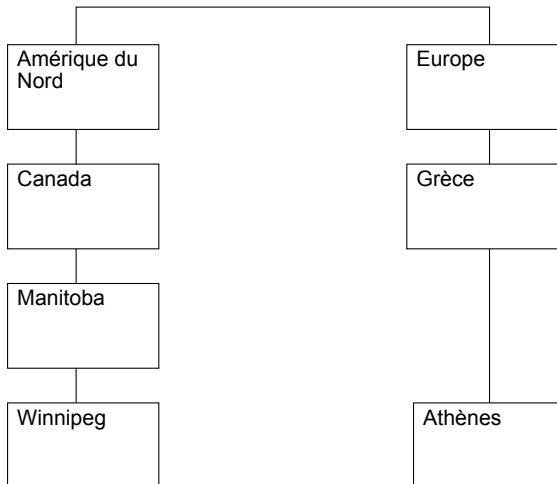 Amérique du
Nord
Europe
Canada
Grèce
Manitoba
Winnipeg
Athènes